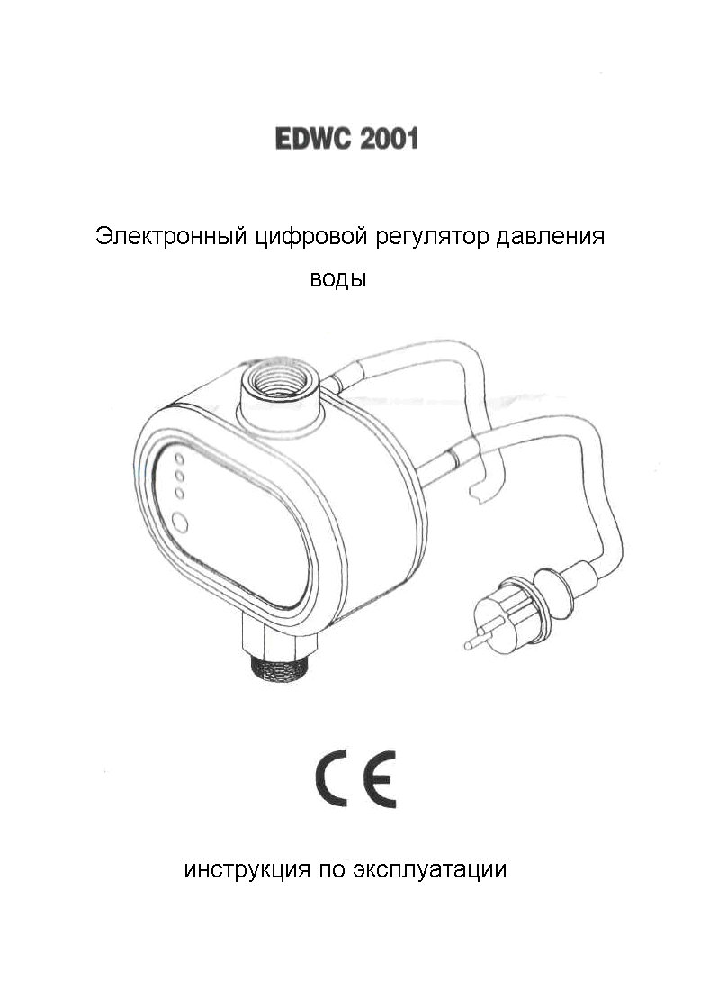 EDWC 2001
Электронный цифровой регулятор давления
воды
CE
инструкция по эксплуатации